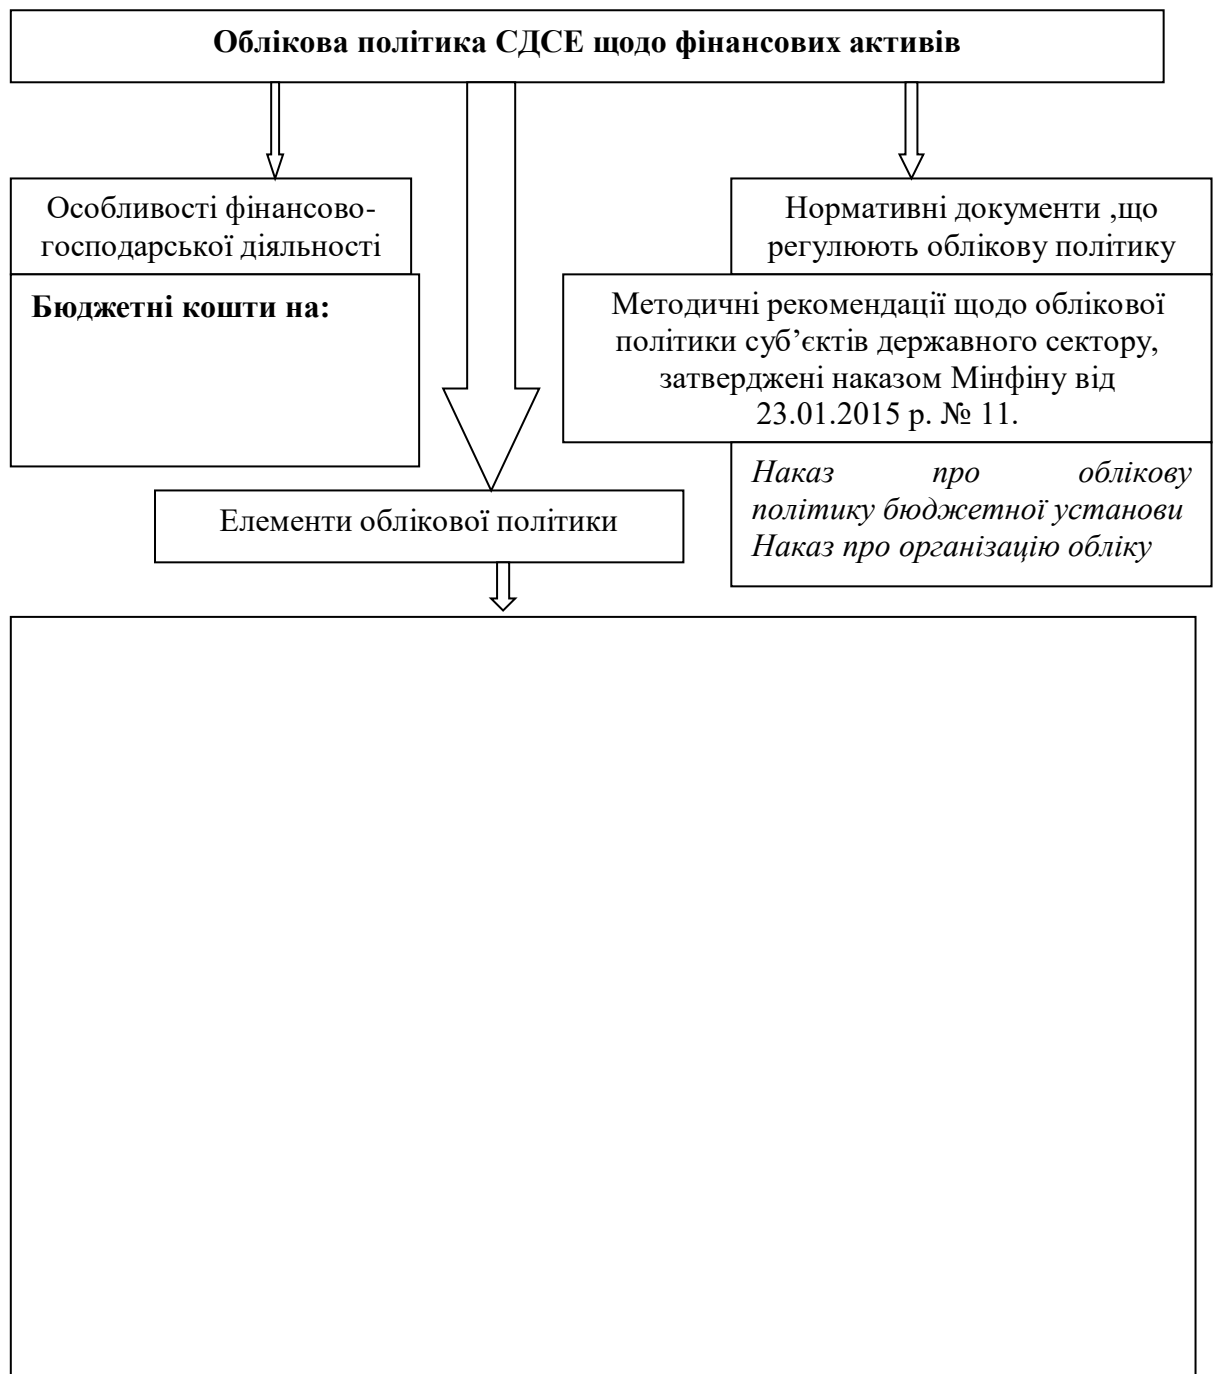 Облікова політика СДСЕ щодо фінансових активів
Особливості фінансово-
господарської діяльності
Бюджетні кошти на:
Нормативні документи ,що
регулюють облікову політику
Методичні рекомендації щодо облікової
політики суб’єктів державного сектору,
затверджені наказом Мінфіну від
23.01.2015 р. № 11.
Наказ про облікову
політику бюджетної установи
Наказ про організацію обліку
Елементи облікової політики